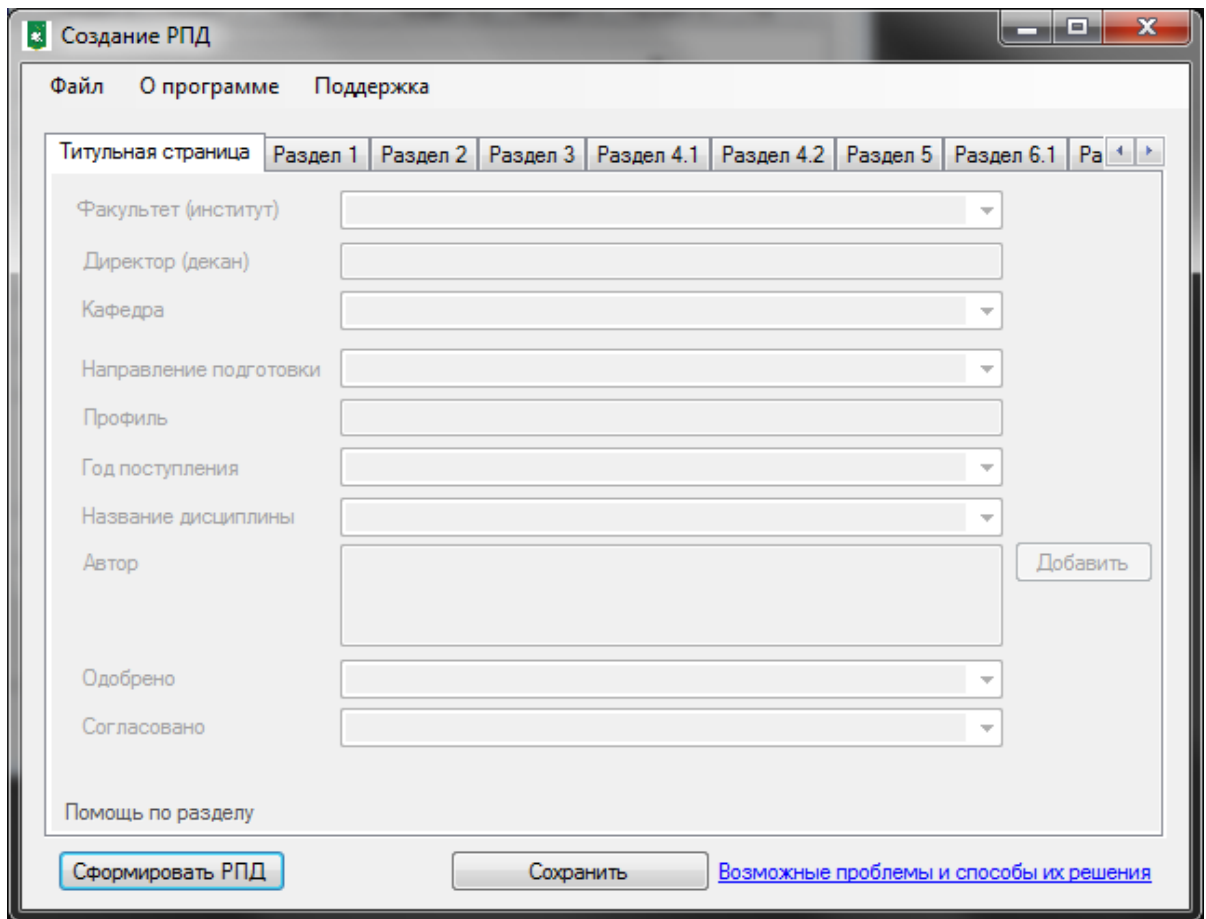 Создание РПД
Файл О программе Поддержка
Титульная страница Раздел 1 Раздел 2 Раздел 3 Раздел 4.1 Раздел 4.2 Раздел 5 Раздел 6.1 Ра
Факультет (институт)
Директор (декан)
Кафедра
Направление подготовки
Профиль
Год поступления
Название дисциплины
Автор Добавить
Одобрено
Согласовано
Помощь по разделу
Сформировать РПД Сохранить Возможные проблемы и способы их решения